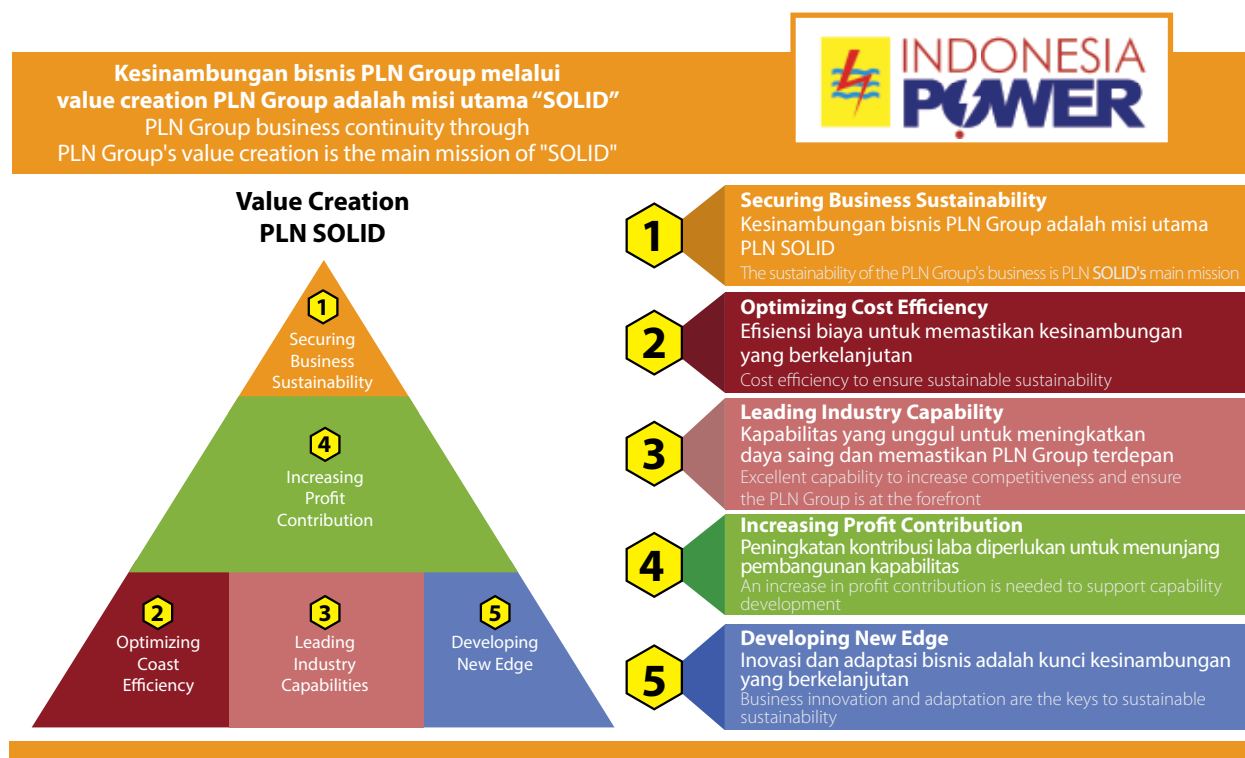 Kesinambungan bisnis PLN Group melalui
value creation PLN Group adalah misi utama “SOLID”
PLN Group business continuity through
PLN Group's value creation is the main mission of "SOLID"
INDONESIA
POWER
Value Creation
PLN SOLID
1
Securing
Business
Sustainability
4
Increasing
Profit
Contribution
2
Optimizing
Coast
Efficiency
3
Leading
Industry
Capabilities
5
Developing
New Edge
1
Securing Business Sustainability
Kesinambungan bisnis PLN Group adalah misi utama
PLN SOLID
The sustainability of the PLN Group's business is PLN SOLID's main mission
2
Optimizing Cost Efficiency
Efisiensi biaya untuk memastikan kesinambungan
yang berkelanjutan
Cost efficiency to ensure sustainable sustainability
3
Leading Industry Capability
Kapabilitas yang unggul untuk meningkatkan
daya saing dan memastikan PLN Group terdepan
Excellent capability to increase competitiveness and ensure
the PLN Group is at the forefront
4
Increasing Profit Contribution
Peningkatan kontribusi laba diperlukan untuk menunjang
pembangunan kapabilitas
An increase in profit contribution is needed to support capability
development
5
Developing New Edge
Inovasi dan adaptasi bisnis adalah kunci kesinambungan
yang berkelanjutan
Business innovation and adaptation are the keys to sustainable
sustainability